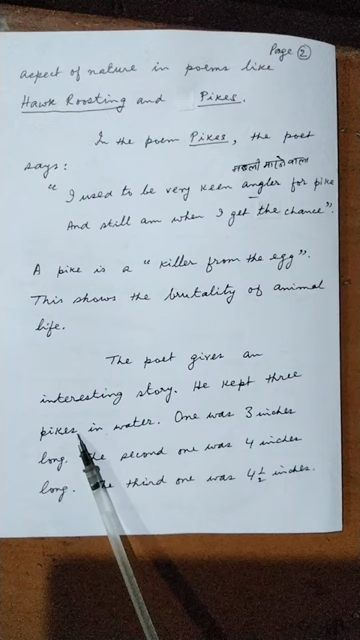 Page 2
aspect of nature in poems like
Hawk Roosting and Pikes.
In the poem Pikes, the poet
says:
मछली मारने वाला
" I used to be very keen angler for pike
And still am when I get the chance".
A pike is a " killer from the egg".
This shows the brutality of animal
life.
The poet gives an
interesting story. He kept three
pikes in water. One was 3 inches
long. The second one was 4 inches
long. The third one was 4½ inches.